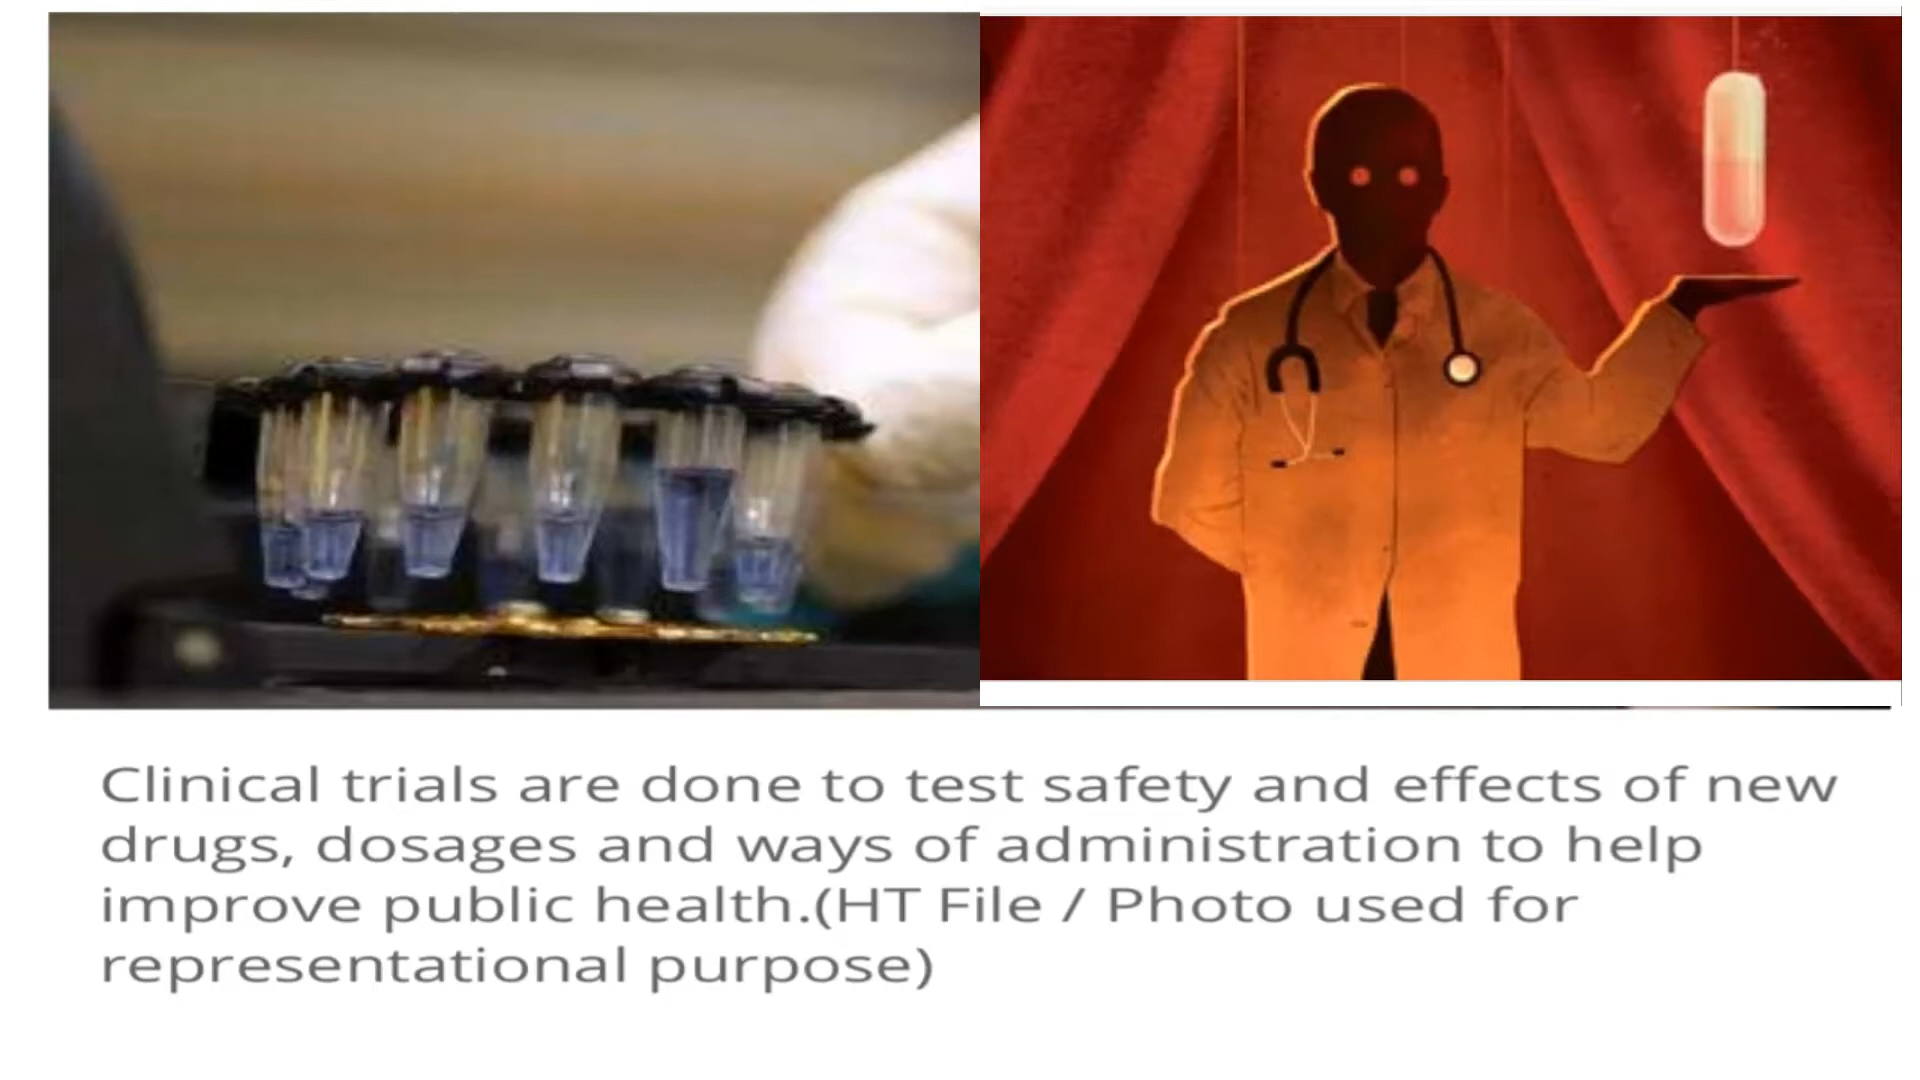 Clinical trials are done to test safety and effects of new
drugs, dosages and ways of administration to help
improve public health.(HT File / Photo used for
representational purpose)